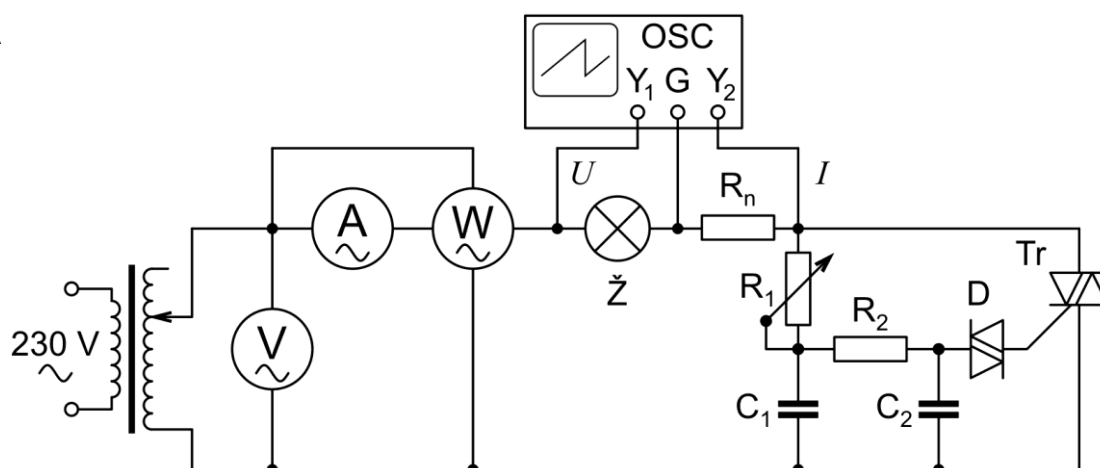 OSC
Y₁ G Y₂
U
I
Rₙ
A
W
Ž
Tr
R₁
D
R₂
230 V
V
C₁
C₂